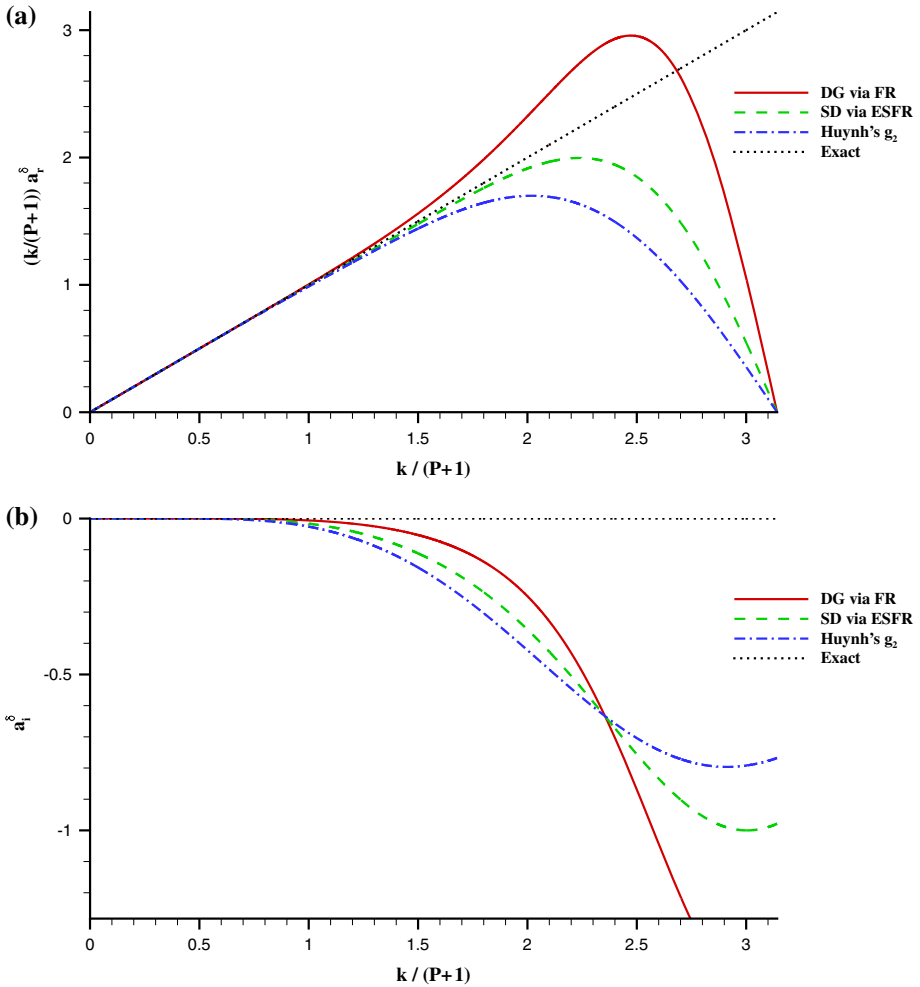 (a)
3
2
1
0
(k/(P+1)) a_r^δ
0 0.5 1 1.5 2 2.5 3
k / (P+1)
DG via FR
SD via ESFR
Huynh's g₂
Exact
(b)
0
-0.5
-1
a_i^δ
0 0.5 1 1.5 2 2.5 3
k / (P+1)
DG via FR
SD via ESFR
Huynh's g₂
Exact